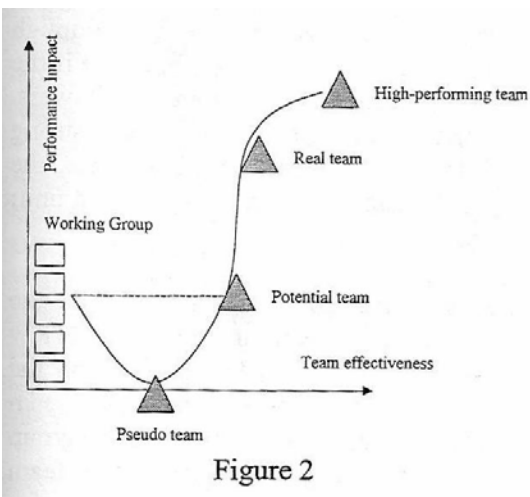 Performance Impact
High-performing team
Real team
Working Group
Potential team
Team effectiveness
Pseudo team
Figure 2